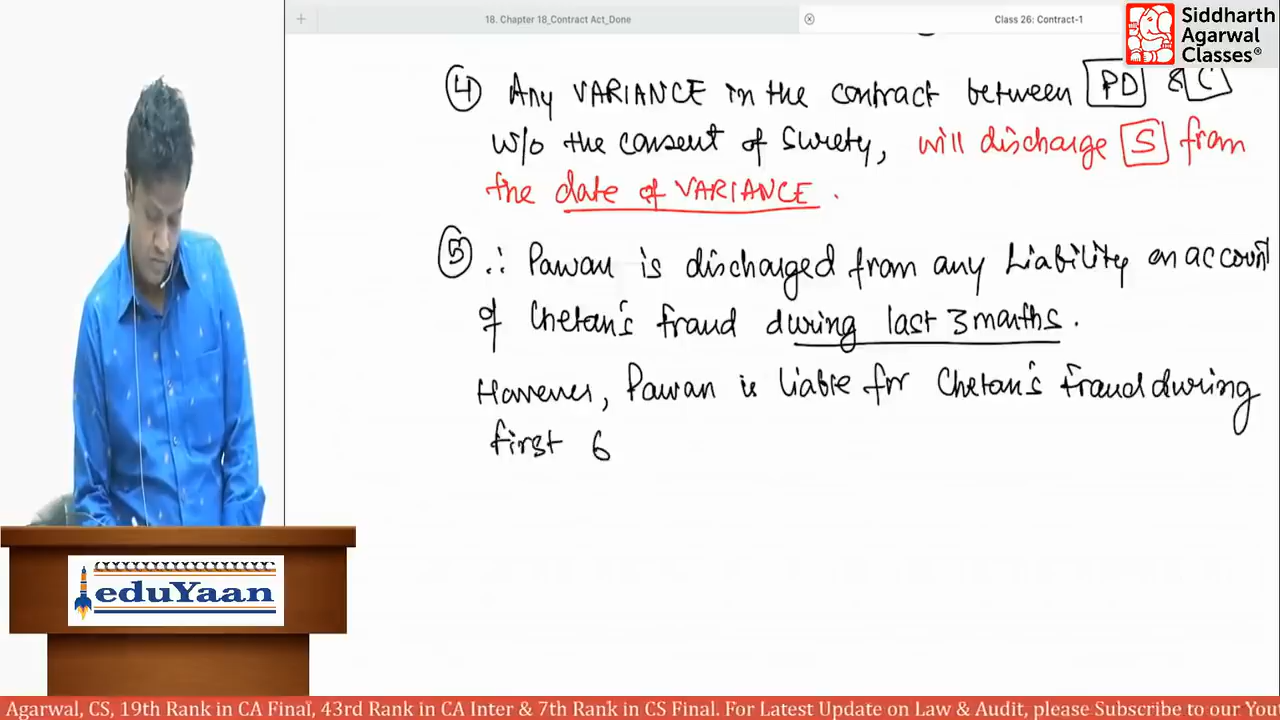 18. Chapter 18_Contract Act_Done
Class 26: Contract-1
Siddharth
Agarwal
Classes®
④ Any VARIANCE in the contract between PD & C
w/o the consent of Surety, will discharge S from
the date of VARIANCE.
⑤ ∴ Pawan is discharged from any Liability on account
of Chetan's fraud during last 3 months.
However, Pawan is liable for Chetan's Fraud during
first 6
eduYaan
Agarwal, CS, 19th Rank in CA Final, 43rd Rank in CA Inter & 7th Rank in CS Final. For Latest Update on Law & Audit, please Subscribe to our You